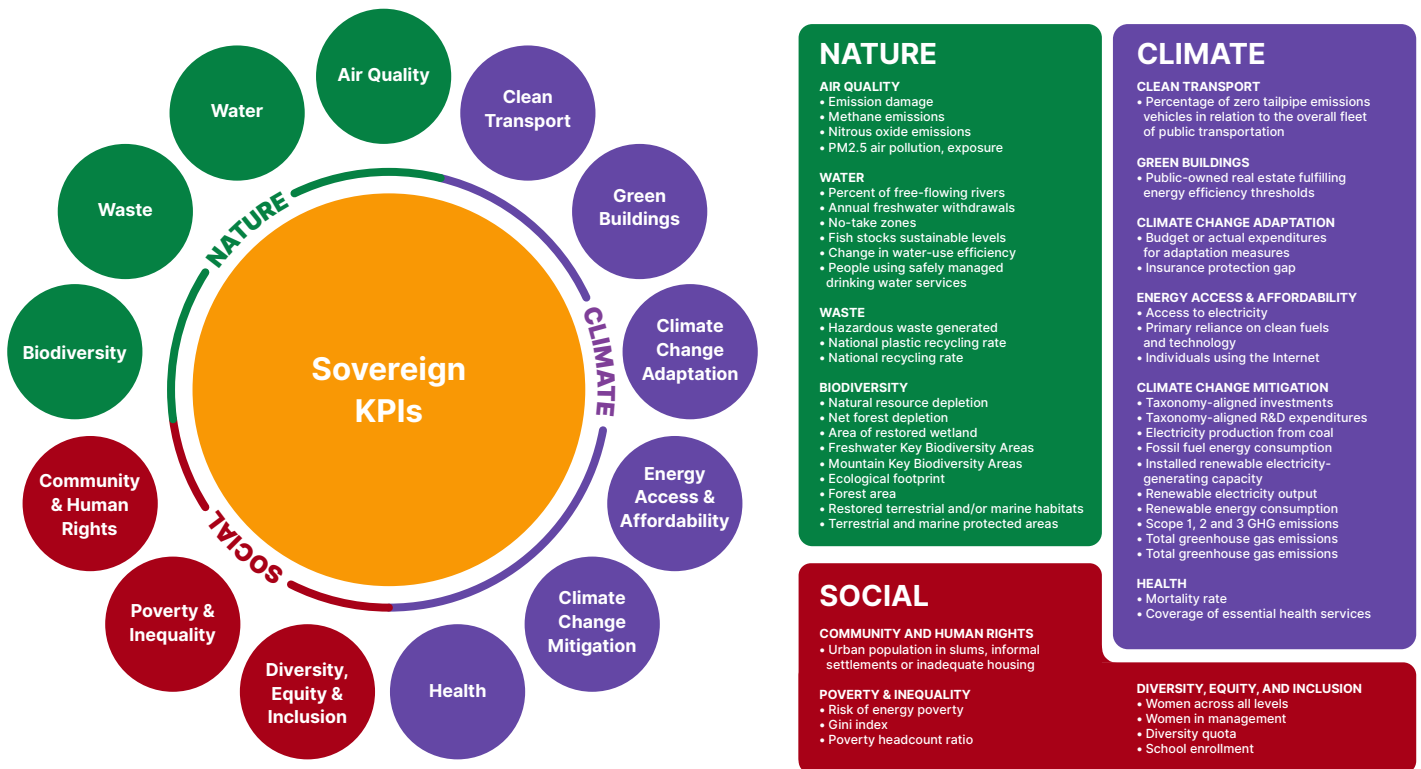 Air Quality
Clean
Transport
Green
Buildings
Climate
Change
Adaptation
Energy
Access &
Affordability
Climate
Change
Mitigation
Health
Diversity,
Equity &
Inclusion
Poverty &
Inequality
Community
& Human
Rights
Biodiversity
Waste
Water
NATURE
CLIMATE
SOCIAL
Sovereign
KPIs
NATURE
AIR QUALITY
• Emission damage
• Methane emissions
• Nitrous oxide emissions
• PM2.5 air pollution, exposure
WATER
• Percent of free-flowing rivers
• Annual freshwater withdrawals
• No-take zones
• Fish stocks sustainable levels
• Change in water-use efficiency
• People using safely managed
drinking water services
WASTE
• Hazardous waste generated
• National plastic recycling rate
• National recycling rate
BIODIVERSITY
• Natural resource depletion
• Net forest depletion
• Area of restored wetland
• Freshwater Key Biodiversity Areas
• Mountain Key Biodiversity Areas
• Ecological footprint
• Forest area
• Restored terrestrial and/or marine habitats
• Terrestrial and marine protected areas
CLIMATE
CLEAN TRANSPORT
• Percentage of zero tailpipe emissions
vehicles in relation to the overall fleet
of public transportation
GREEN BUILDINGS
• Public-owned real estate fulfilling
energy efficiency thresholds
CLIMATE CHANGE ADAPTATION
• Budget or actual expenditures
for adaptation measures
• Insurance protection gap
ENERGY ACCESS & AFFORDABILITY
• Access to electricity
• Primary reliance on clean fuels
and technology
• Individuals using the Internet
CLIMATE CHANGE MITIGATION
• Taxonomy-aligned investments
• Taxonomy-aligned R&D expenditures
• Electricity production from coal
• Fossil fuel energy consumption
• Installed renewable electricity-
generating capacity
• Renewable electricity output
• Renewable energy consumption
• Scope 1, 2 and 3 GHG emissions
• Total greenhouse gas emissions
• Total greenhouse gas emissions
HEALTH
• Mortality rate
• Coverage of essential health services
SOCIAL
COMMUNITY AND HUMAN RIGHTS
• Urban population in slums, informal
settlements or inadequate housing
POVERTY & INEQUALITY
• Risk of energy poverty
• Gini index
• Poverty headcount ratio
DIVERSITY, EQUITY, AND INCLUSION
• Women across all levels
• Women in management
• Diversity quota
• School enrollment